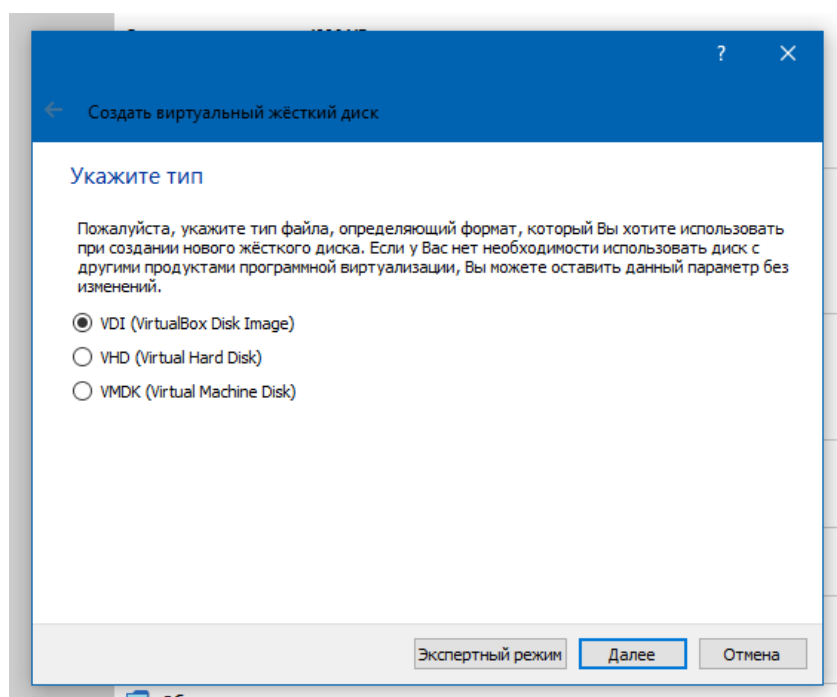 ?
Создать виртуальный жёсткий диск
Укажите тип
Пожалуйста, укажите тип файла, определяющий формат, который Вы хотите использовать
при создании нового жёсткого диска. Если у Вас нет необходимости использовать диск с
другими продуктами программной виртуализации, Вы можете оставить данный параметр без
изменений.
VDI (VirtualBox Disk Image)
VHD (Virtual Hard Disk)
VMDK (Virtual Machine Disk)
Экспертный режим Далее Отмена